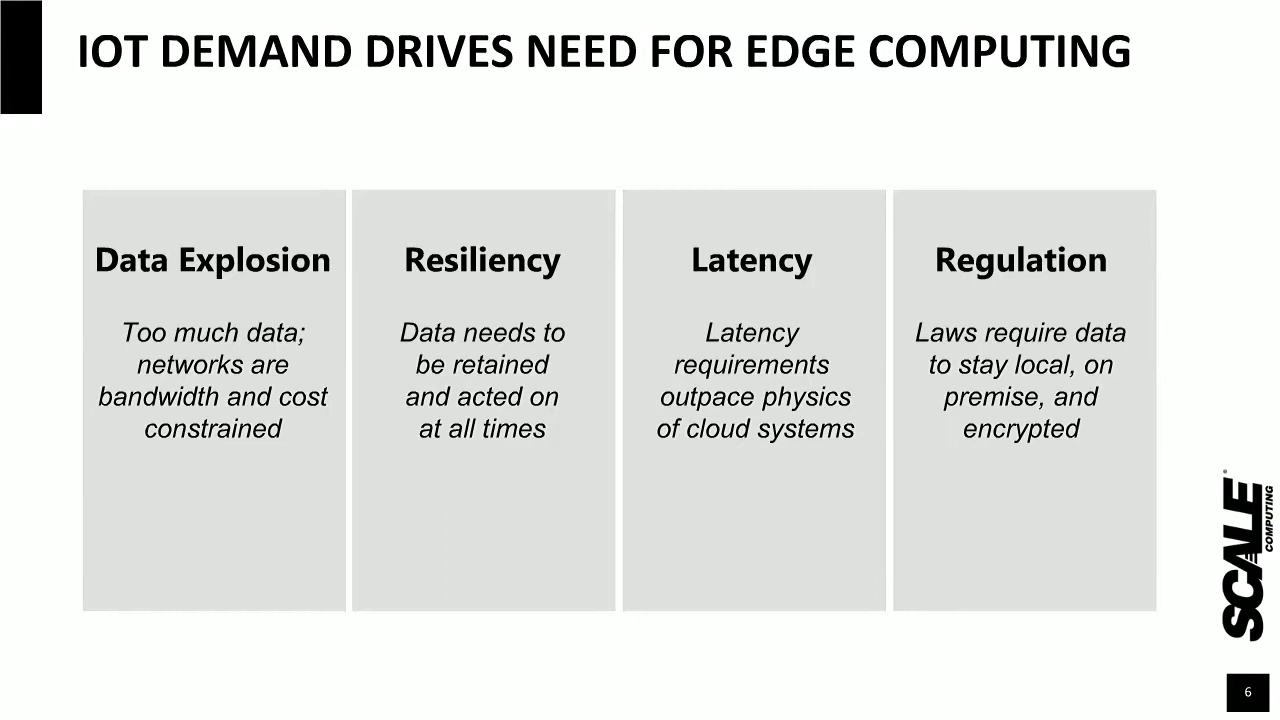 IOT DEMAND DRIVES NEED FOR EDGE COMPUTING
Data Explosion
Too much data;
networks are
bandwidth and cost
constrained
Resiliency
Data needs to
be retained
and acted on
at all times
Latency
Latency
requirements
outpace physics
of cloud systems
Regulation
Laws require data
to stay local, on
premise, and
encrypted
SCALE
COMPUTING
6